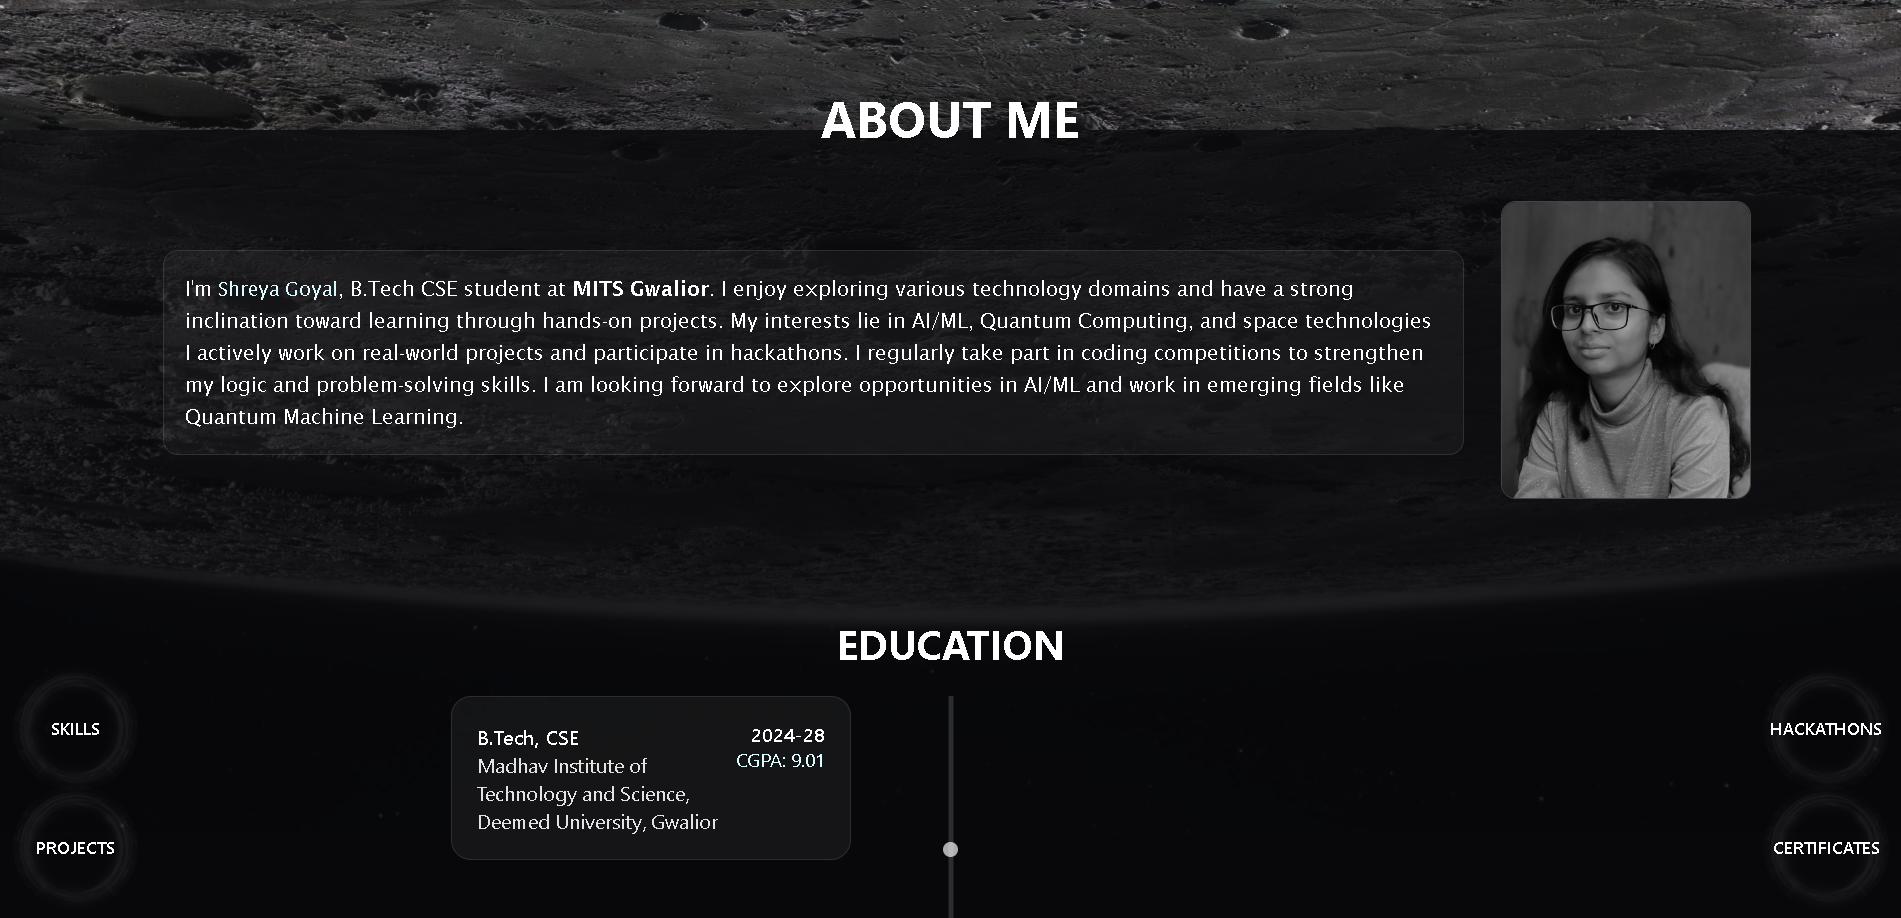 ABOUT ME
I'm Shreya Goyal, B.Tech CSE student at MITS Gwalior. I enjoy exploring various technology domains and have a strong
inclination toward learning through hands-on projects. My interests lie in AI/ML, Quantum Computing, and space technologies
I actively work on real-world projects and participate in hackathons. I regularly take part in coding competitions to strengthen
my logic and problem-solving skills. I am looking forward to explore opportunities in AI/ML and work in emerging fields like
Quantum Machine Learning.
EDUCATION
B.Tech, CSE
Madhav Institute of
Technology and Science,
Deemed University, Gwalior
2024-28
CGPA: 9.01
SKILLS
PROJECTS
HACKATHONS
CERTIFICATES